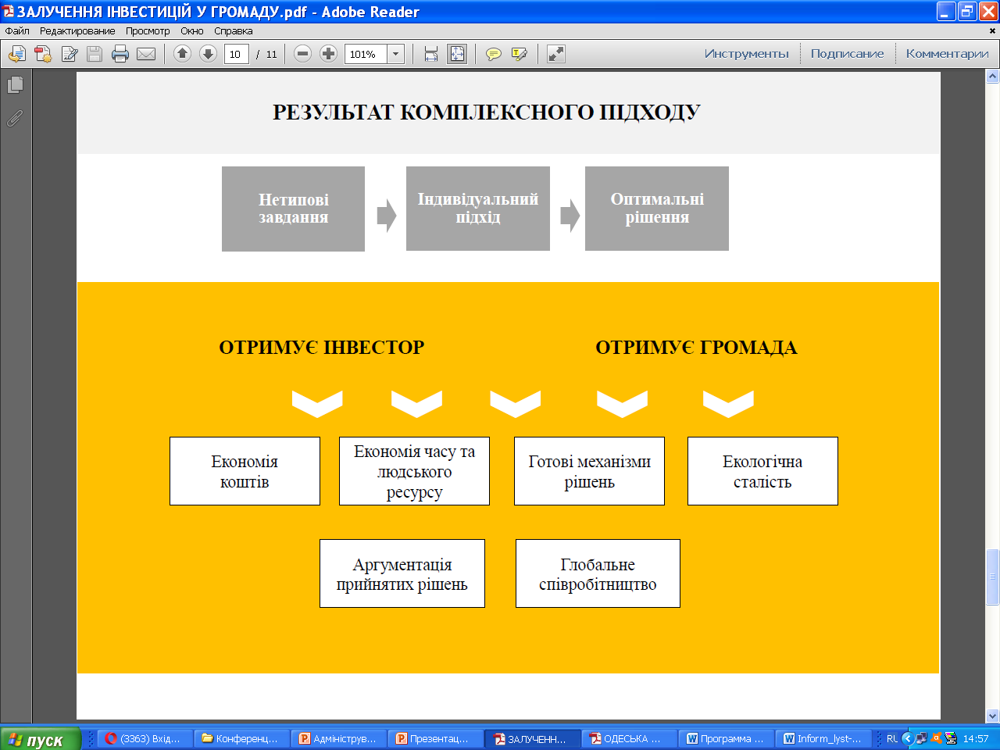 ЗАЛУЧЕННЯ ІНВЕСТИЦІЙ У ГРОМАДУ.pdf - Adobe Reader
Файл Редактирование Просмотр Окно Справка
10 / 11 101% Инструменты Подписание Комментарии
РЕЗУЛЬТАТ КОМПЛЕКСНОГО ПІДХОДУ
Нетипові
завдання
Індивідуальний
підхід
Оптимальні
рішення
ОТРИМУЄ ІНВЕСТОР
ОТРИМУЄ ГРОМАДА
Економія
коштів
Економія часу та
людського
ресурсу
Готові механізми
рішень
Екологічна
сталість
Аргументація
прийнятих рішень
Глобальне
співробітництво
пуск (3363) Вхід... Конференц... Адмініструв... Презентац... ЗАЛУЧЕНН... ОДЕСЬКА ... Программа ... Inform_lyst-... RU 14:57